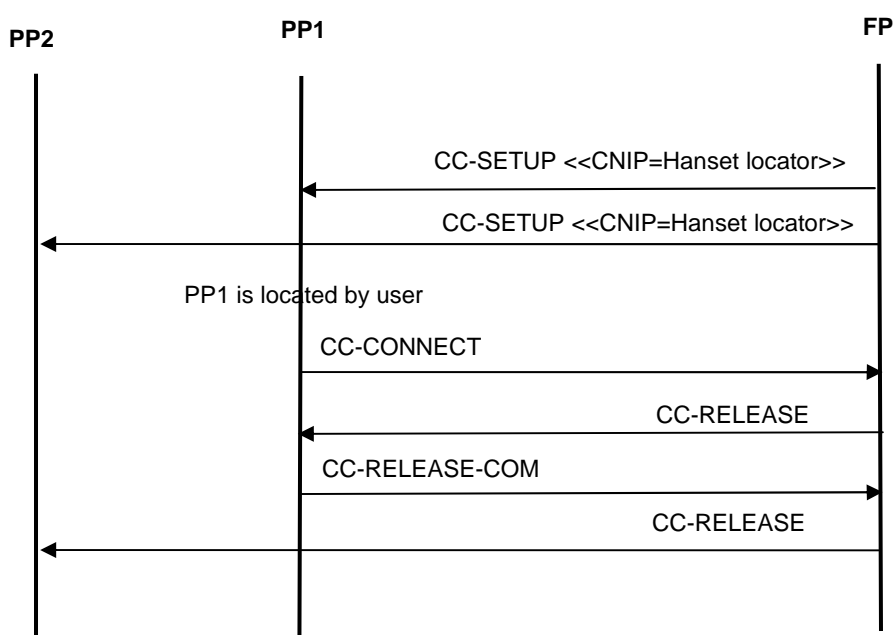 PP2 PP1 FP
CC-SETUP <<CNIP=Hanset locator>>
CC-SETUP <<CNIP=Hanset locator>>
PP1 is located by user
CC-CONNECT
CC-RELEASE
CC-RELEASE-COM
CC-RELEASE